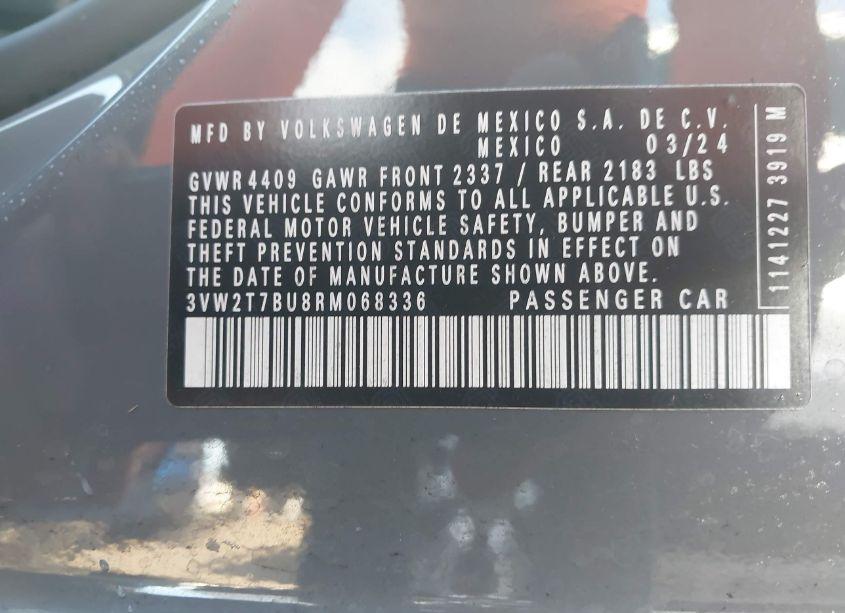 MFD BY VOLKSWAGEN DE MEXICO S.A. DE C.V.
MEXICO 03/24
GVWR 4409 GAWR FRONT 2337 / REAR 2183 LBS
THIS VEHICLE CONFORMS TO ALL APPLICABLE U.S.
FEDERAL MOTOR VEHICLE SAFETY, BUMPER AND
THEFT PREVENTION STANDARDS IN EFFECT ON
THE DATE OF MANUFACTURE SHOWN ABOVE.
3VW2T7BU8RM068336 PASSENGER CAR
1141227 3919 M